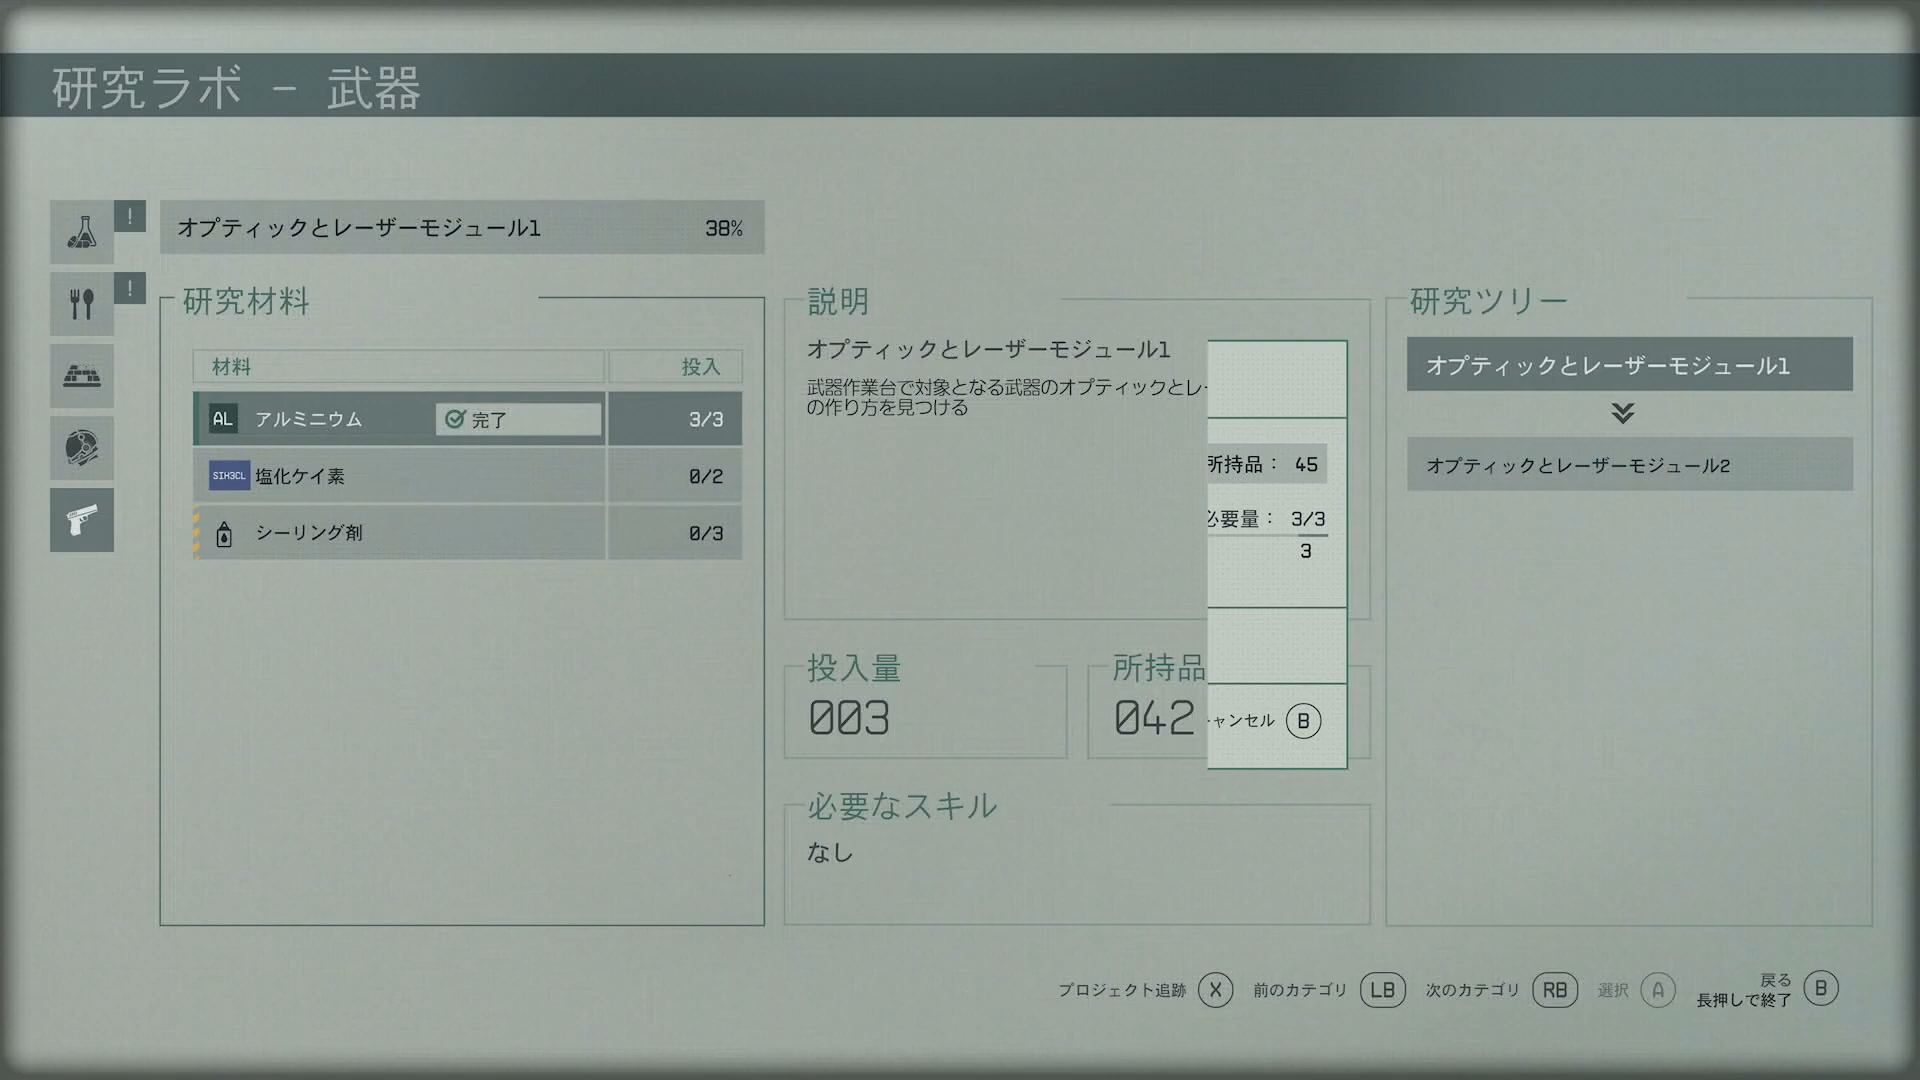 研究ラボ - 武器
!
オプティックとレーザーモジュール1 38%
!
研究材料
材料 投入
AL アルミニウム 完了 3/3
SIH3CL 塩化ケイ素 0/2
シーリング剤 0/3
説明
オプティックとレーザーモジュール1
武器作業台で対象となる武器のオプティックとレー
の作り方を見つける
所持品： 45
必要量： 3/3
3
ャンセル B
投入量
003
所持品
042
必要なスキル
なし
研究ツリー
オプティックとレーザーモジュール1
オプティックとレーザーモジュール2
プロジェクト追跡 X 前のカテゴリ LB 次のカテゴリ RB 選択 A 戻る
長押しで終了 B